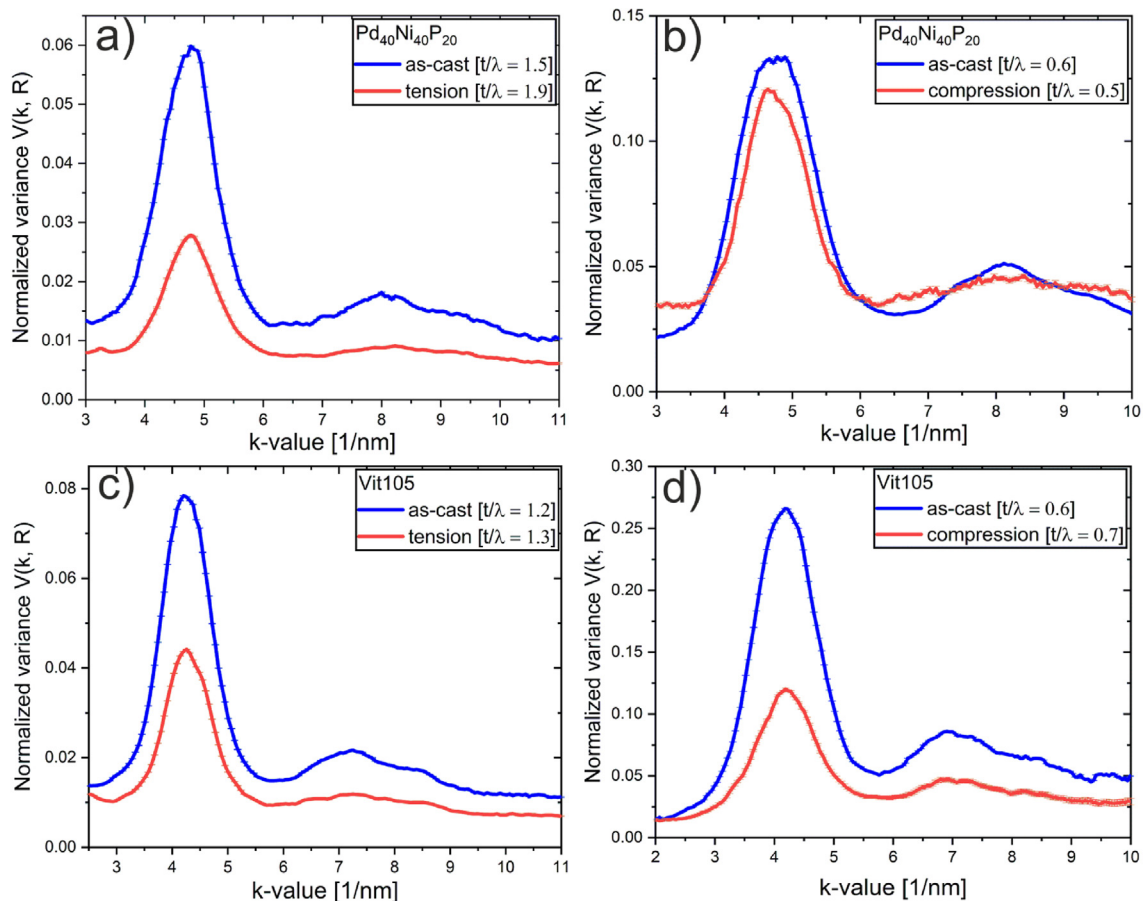 a)
Pd40Ni40P20
as-cast [t/λ = 1.5]
tension [t/λ = 1.9]
Normalized variance V(k, R)
0.06
0.05
0.04
0.03
0.02
0.01
0.00
3 4 5 6 7 8 9 10 11
k-value [1/nm]
b)
Pd40Ni40P20
as-cast [t/λ = 0.6]
compression [t/λ = 0.5]
Normalized variance V(k, R)
0.15
0.10
0.05
0.00
3 4 5 6 7 8 9 10
k-value [1/nm]
c)
Vit105
as-cast [t/λ = 1.2]
tension [t/λ = 1.3]
Normalized variance V(k, R)
0.08
0.06
0.04
0.02
0.00
3 4 5 6 7 8 9 10 11
k-value [1/nm]
d)
Vit105
as-cast [t/λ = 0.6]
compression [t/λ = 0.7]
Normalized variance V(k, R)
0.30
0.25
0.20
0.15
0.10
0.05
0.00
2 3 4 5 6 7 8 9 10
k-value [1/nm]